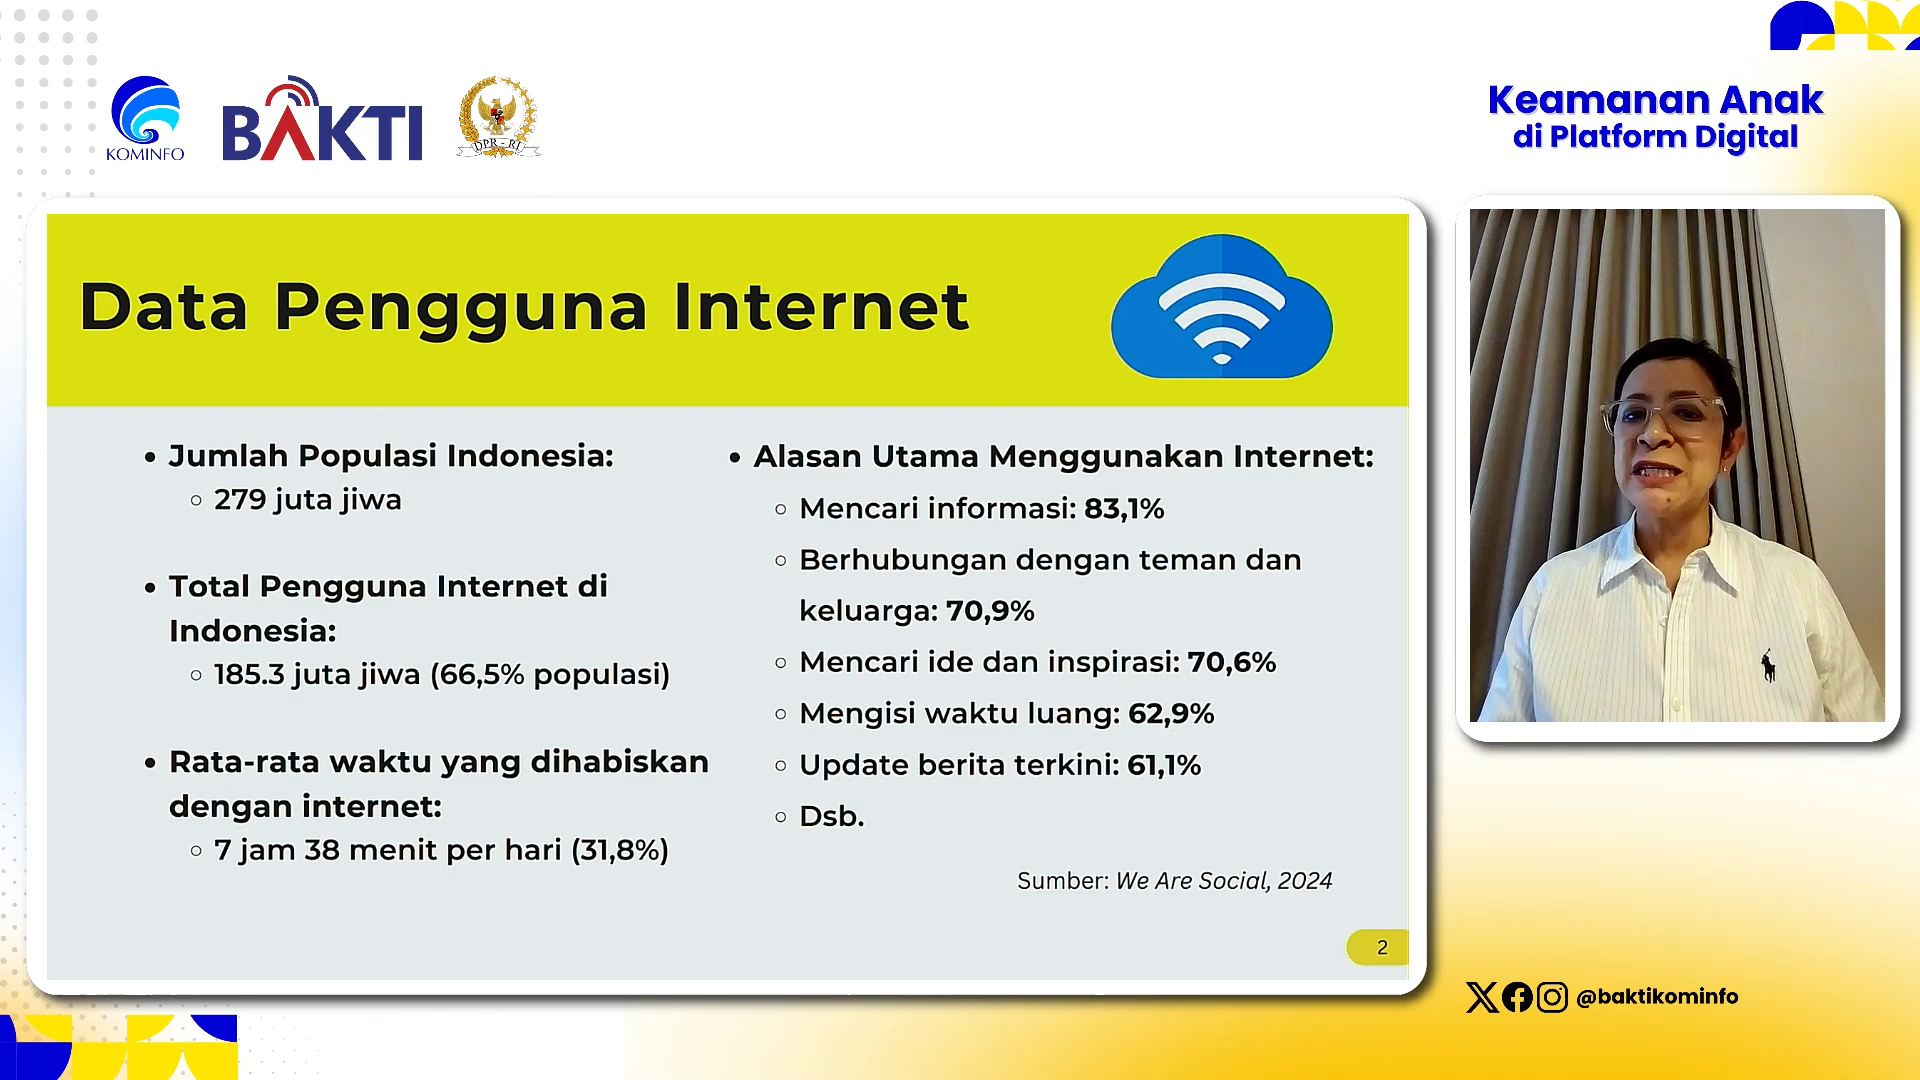 KOMINFO
BAKTI
DPR-RI
Keamanan Anak
di Platform Digital
Data Pengguna Internet
• Jumlah Populasi Indonesia:
○ 279 juta jiwa
• Total Pengguna Internet di
Indonesia:
○ 185.3 juta jiwa (66,5% populasi)
• Rata-rata waktu yang dihabiskan
dengan internet:
○ 7 jam 38 menit per hari (31,8%)
• Alasan Utama Menggunakan Internet:
○ Mencari informasi: 83,1%
○ Berhubungan dengan teman dan
keluarga: 70,9%
○ Mencari ide dan inspirasi: 70,6%
○ Mengisi waktu luang: 62,9%
○ Update berita terkini: 61,1%
○ Dsb.
Sumber: We Are Social, 2024
2
@baktikominfo